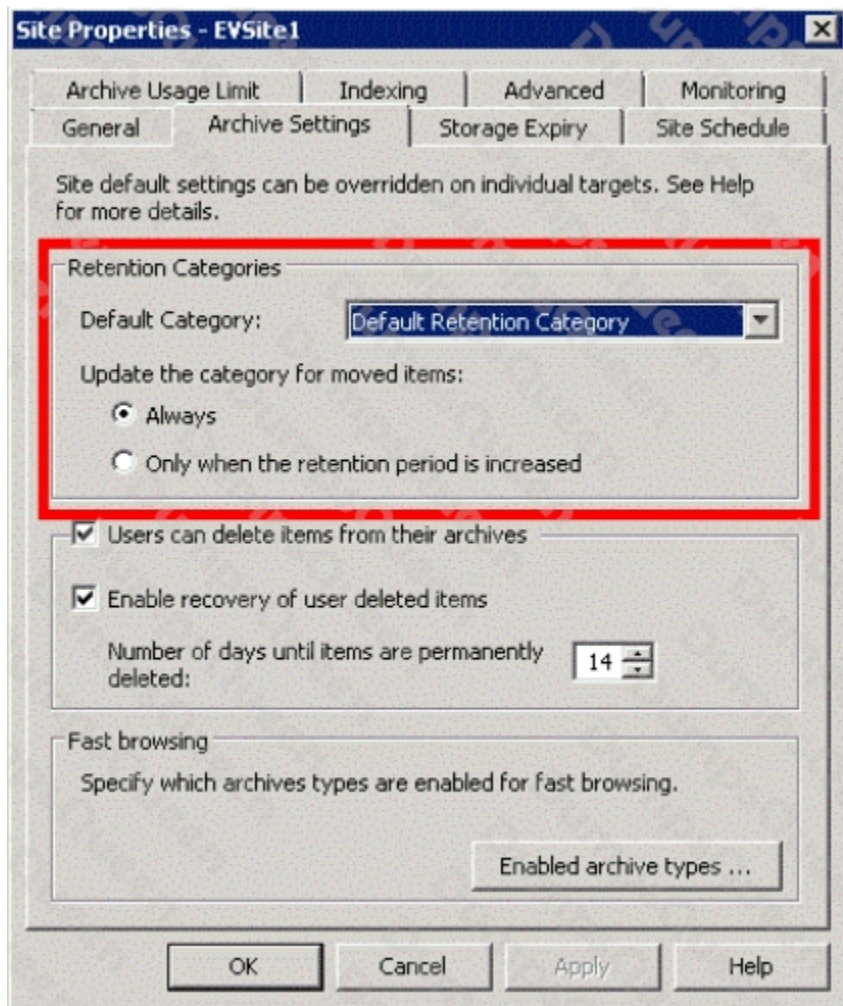 Site Properties - EVSite1
Archive Usage Limit
Indexing
Advanced
Monitoring
General
Archive Settings
Storage Expiry
Site Schedule
Site default settings can be overridden on individual targets. See Help
for more details.
Retention Categories
Default Category:
Default Retention Category
Update the category for moved items:
Always
Only when the retention period is increased
Users can delete items from their archives
Enable recovery of user deleted items
Number of days until items are permanently
deleted:
14
Fast browsing
Specify which archives types are enabled for fast browsing.
Enabled archive types ...
OK
Cancel
Apply
Help